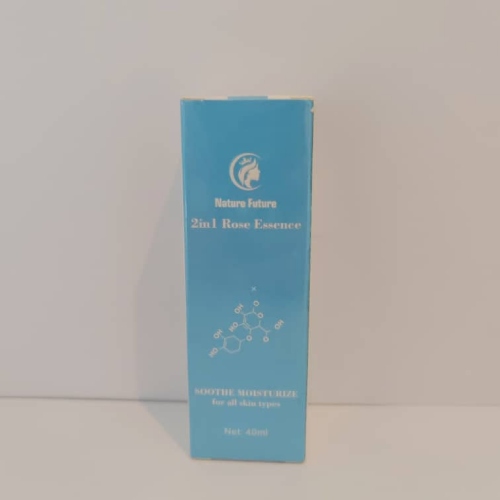 Nature Future
2in1 Rose Essence
SOOTHE MOISTURIZE
for all skin types
Net: 40ml